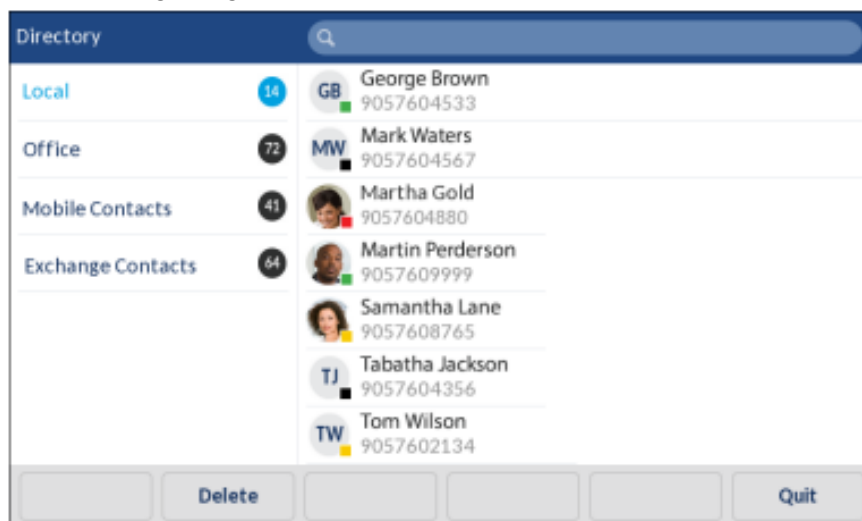 Directory
Local 14
Office 72
Mobile Contacts 41
Exchange Contacts 64
GB George Brown
9057604533
MW Mark Waters
9057604567
Martha Gold
9057604880
Martin Perderson
9057609999
Samantha Lane
9057608765
TJ Tabatha Jackson
9057604356
TW Tom Wilson
9057602134
Delete Quit